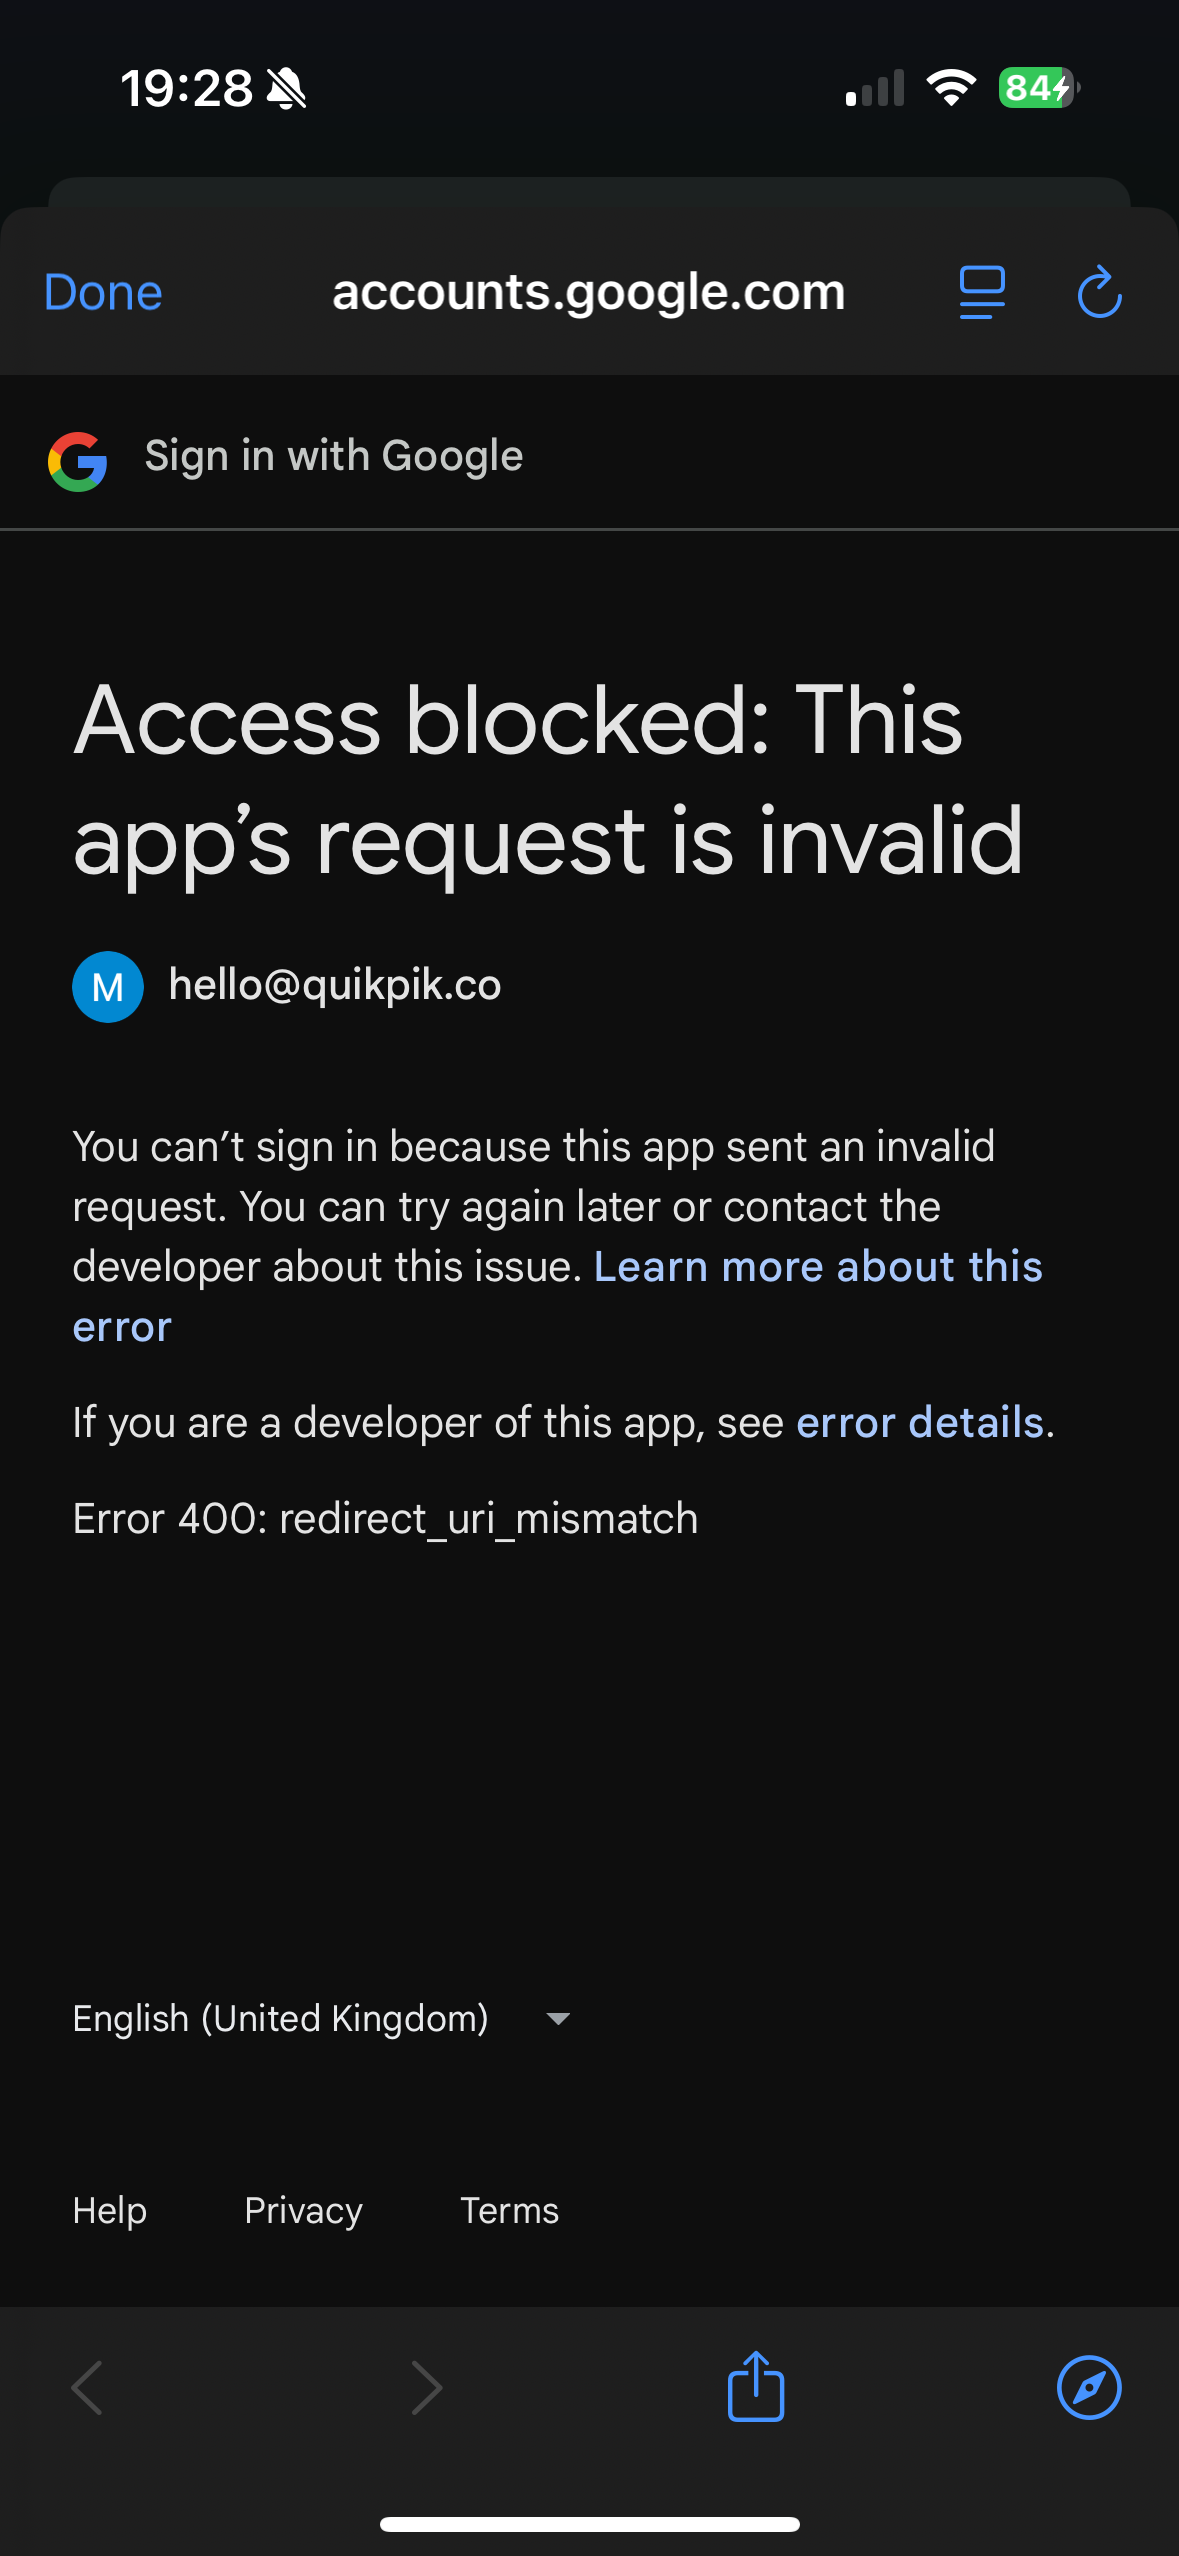 19:28
84
Done
accounts.google.com
Sign in with Google
Access blocked: This
app’s request is invalid
M
hello@quikpik.co
You can’t sign in because this app sent an invalid
request. You can try again later or contact the
developer about this issue. Learn more about this
error
If you are a developer of this app, see error details.
Error 400: redirect_uri_mismatch
English (United Kingdom)
Help
Privacy
Terms